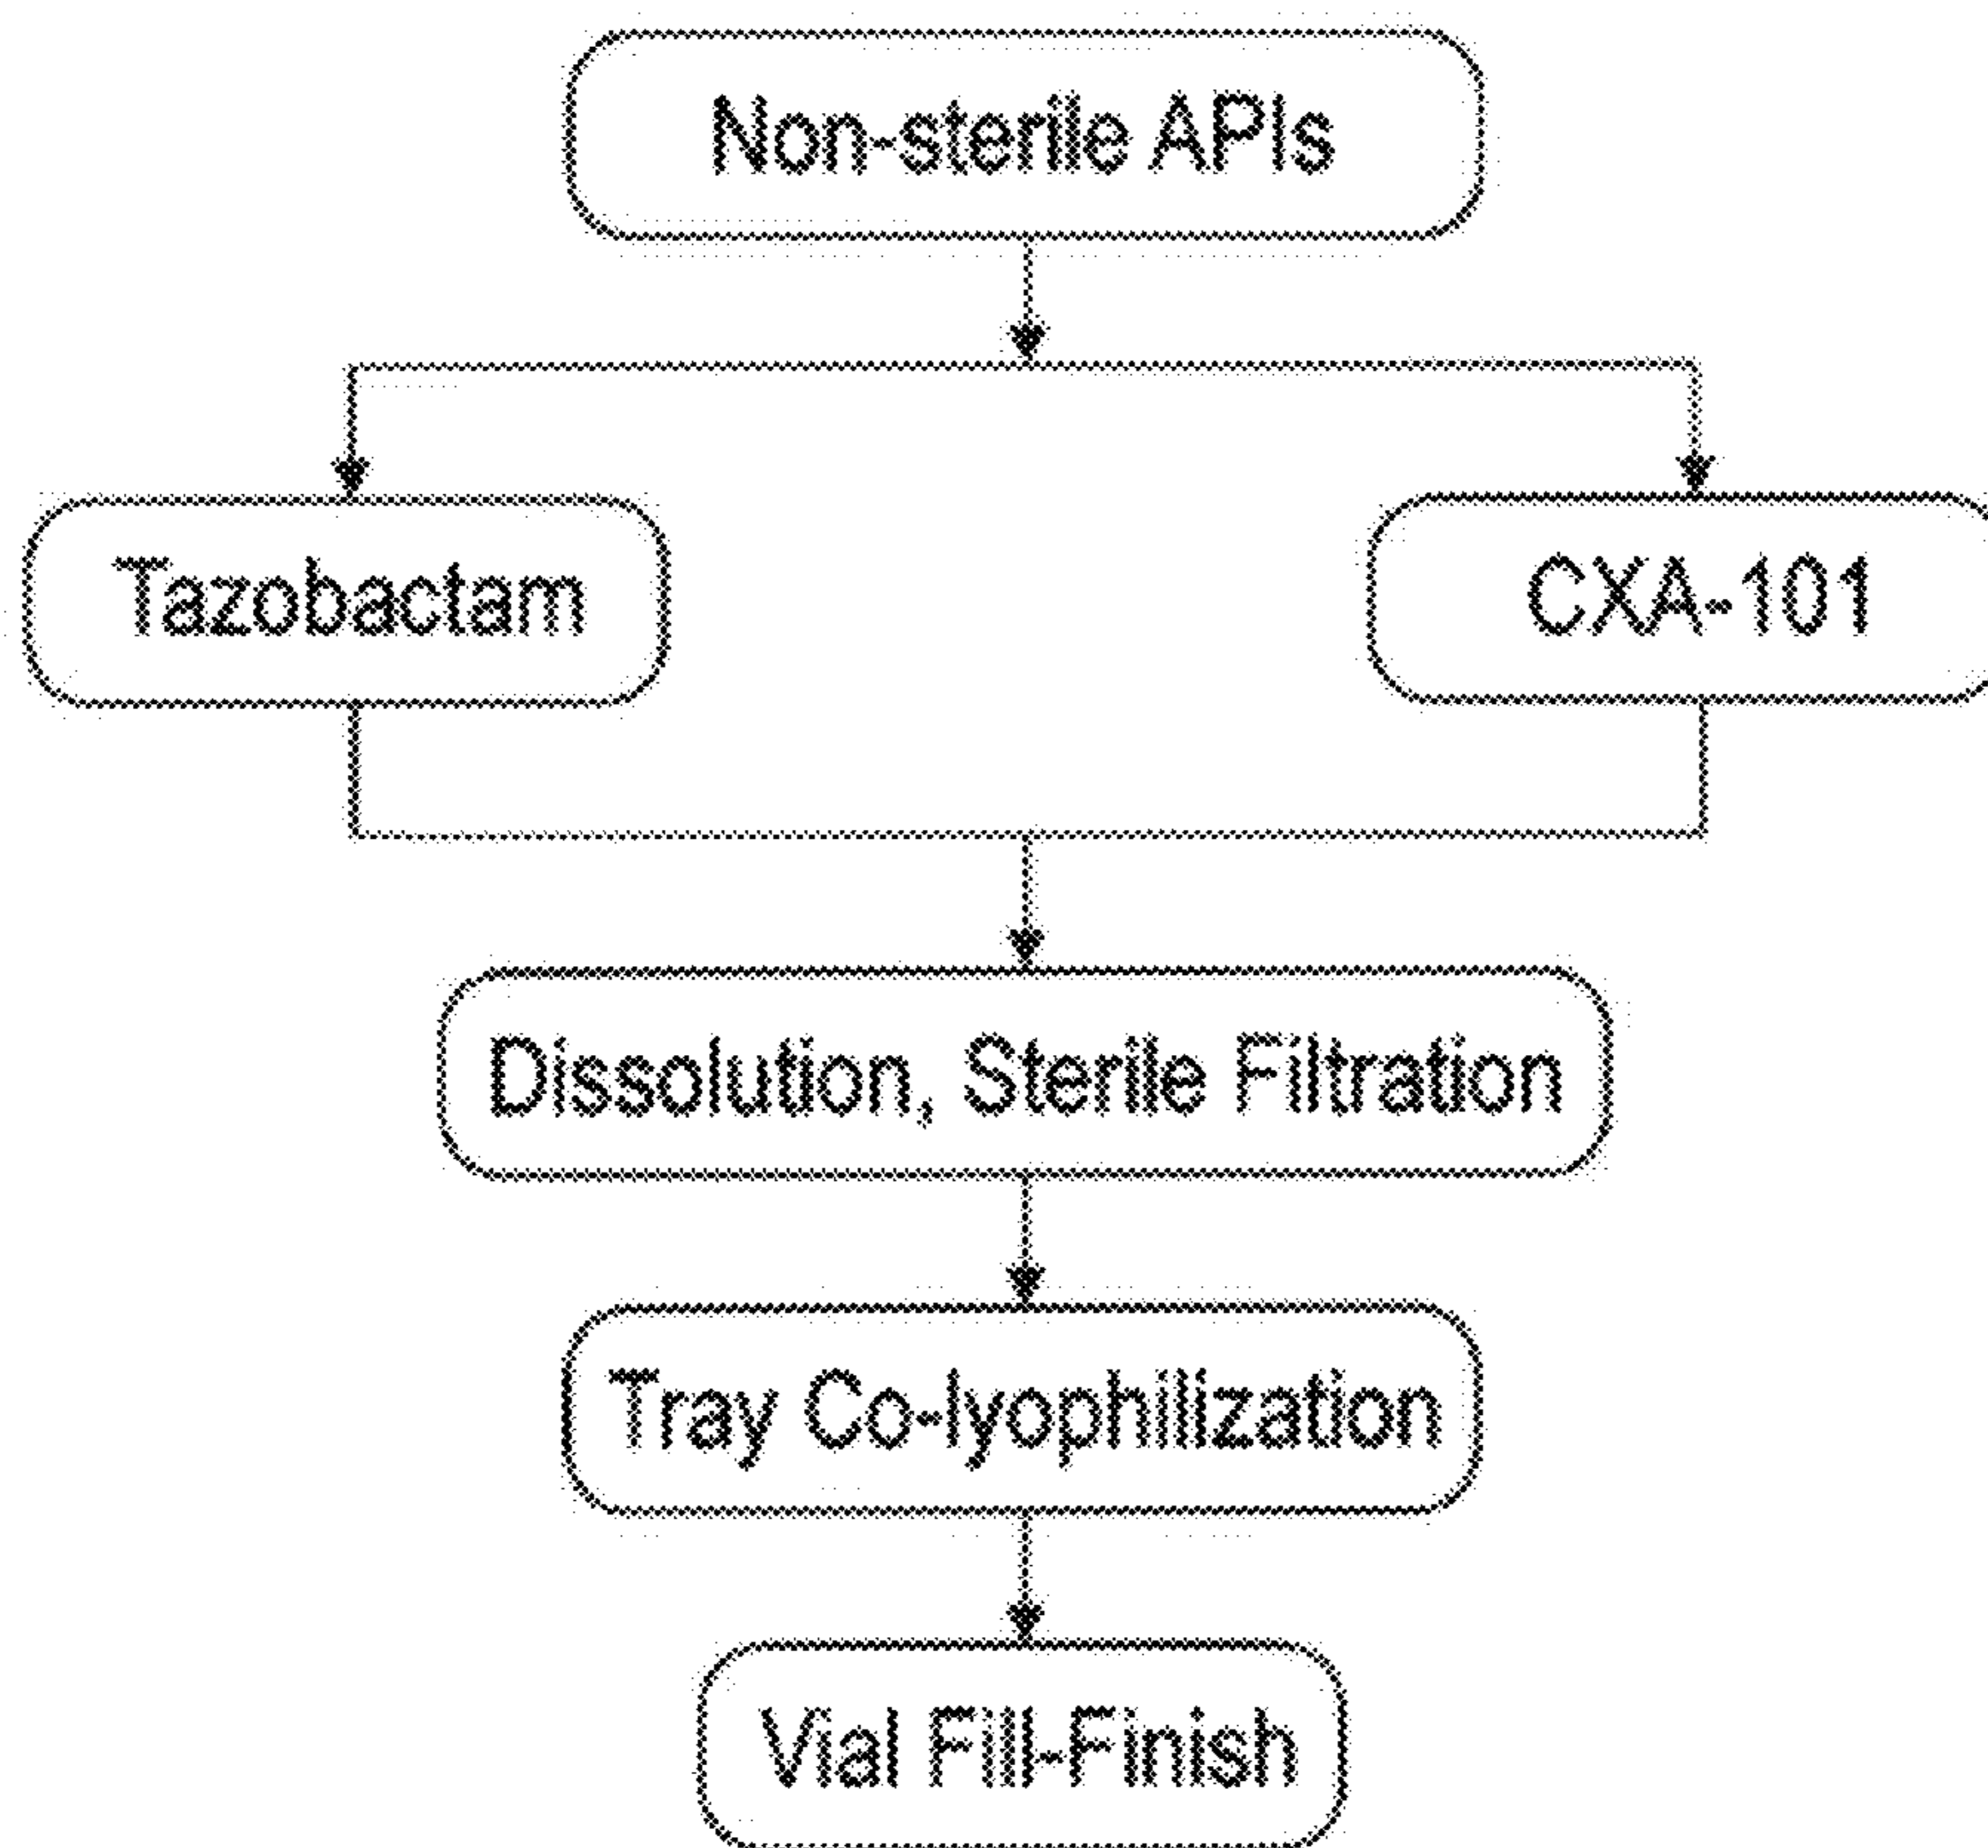 Non-sterile APIs
Tazobactam
CXA-101
Dissolution, Sterile Filtration
Tray Co-lyophilization
Vial Fill-Finish